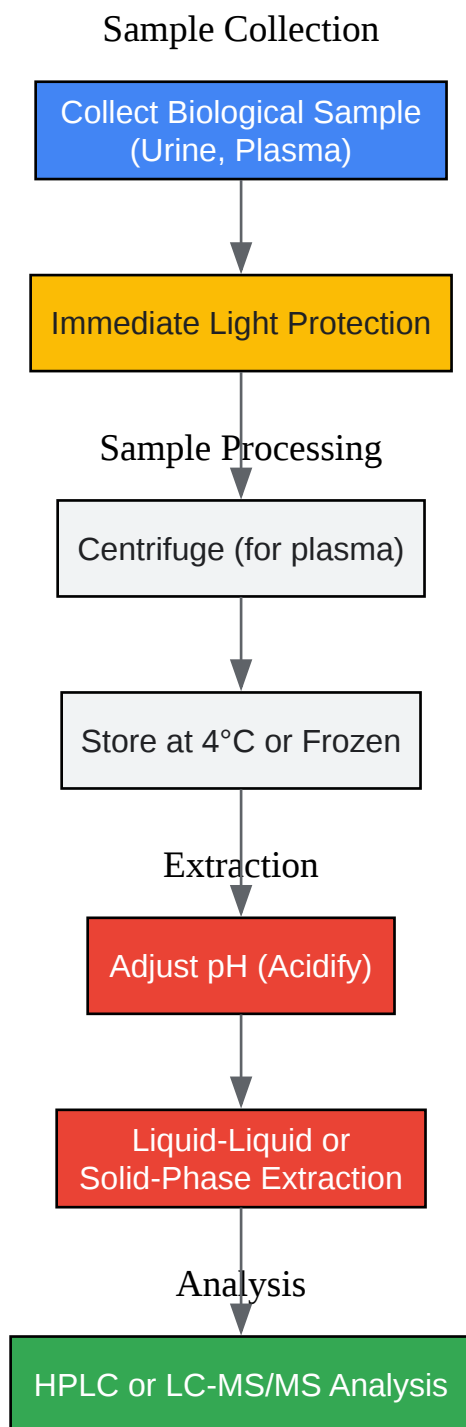 Sample Collection
Collect Biological Sample
(Urine, Plasma)
Immediate Light Protection
Sample Processing
Centrifuge (for plasma)
Store at 4°C or Frozen
Extraction
Adjust pH (Acidify)
Liquid-Liquid or
Solid-Phase Extraction
Analysis
HPLC or LC-MS/MS Analysis